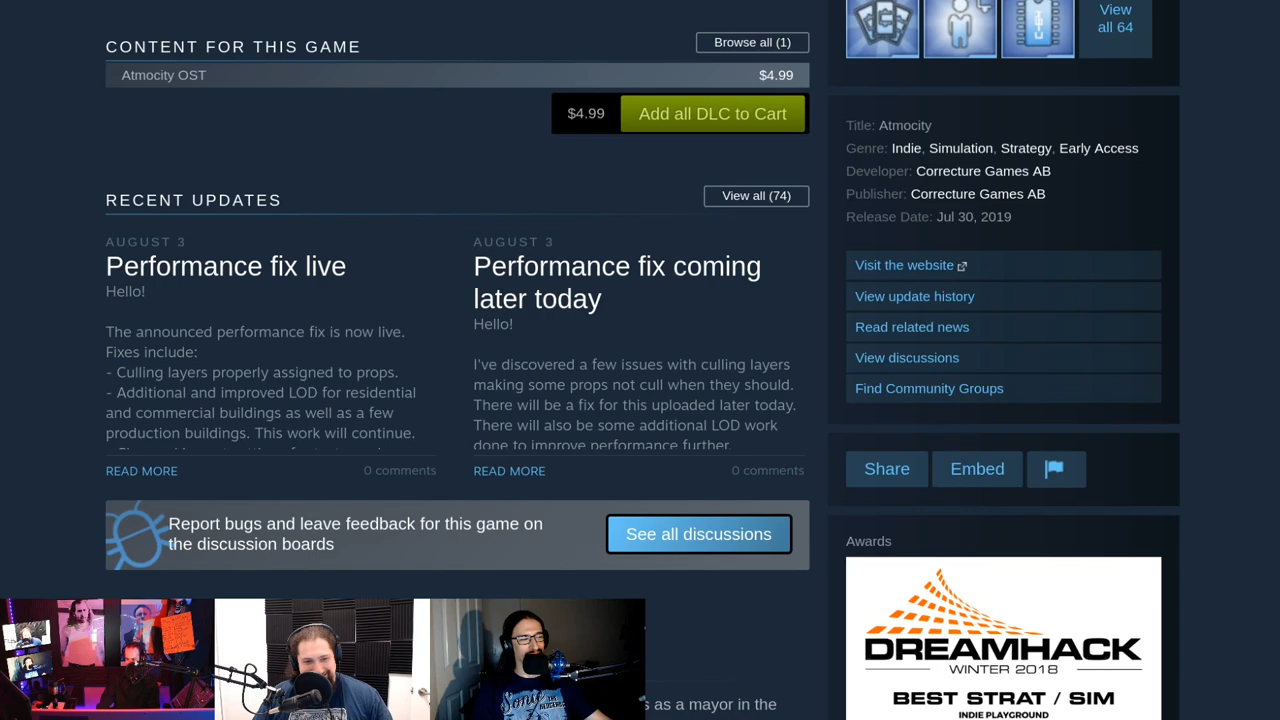 CONTENT FOR THIS GAME
Browse all (1)
Atmocity OST
$4.99
$4.99
Add all DLC to Cart
RECENT UPDATES
View all (74)
AUGUST 3
Performance fix live
Hello!
The announced performance fix is now live.
Fixes include:
- Culling layers properly assigned to props.
- Additional and improved LOD for residential
and commercial buildings as well as a few
production buildings. This work will continue.
READ MORE
0 comments
AUGUST 3
Performance fix coming
later today
Hello!
I've discovered a few issues with culling layers
making some props not cull when they should.
There will be a fix for this uploaded later today.
There will also be some additional LOD work
done to improve performance further.
READ MORE
0 comments
Report bugs and leave feedback for this game on
the discussion boards
See all discussions
s as a mayor in the
View
all 64
Title: Atmocity
Genre: Indie, Simulation, Strategy, Early Access
Developer: Correcture Games AB
Publisher: Correcture Games AB
Release Date: Jul 30, 2019
Visit the website
View update history
Read related news
View discussions
Find Community Groups
Share
Embed
Awards
DREAMHACK
WINTER 2018
BEST STRAT / SIM
INDIE PLAYGROUND
Sonic